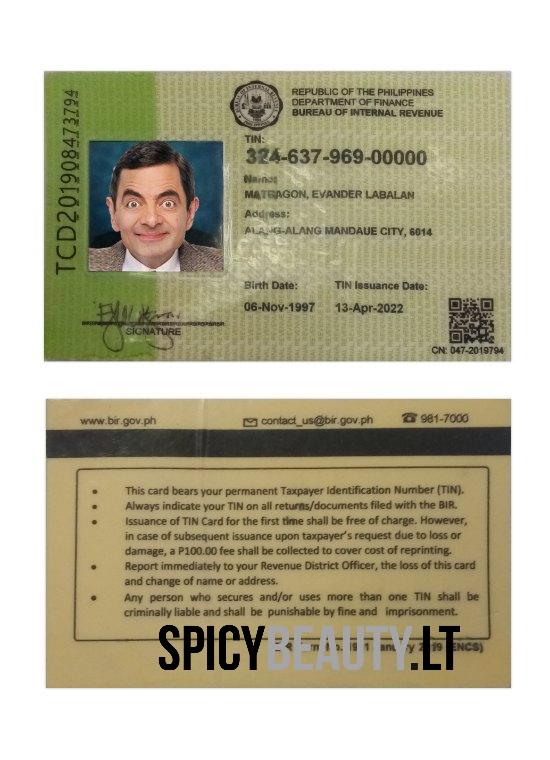 TCD201908473794
REPUBLIC OF THE PHILIPPINES
DEPARTMENT OF FINANCE
BUREAU OF INTERNAL REVENUE
TIN:
324-637-969-00000
Name:
MATBAGON, EVANDER LABALAN
Address:
ALANG-ALANG MANDAUE CITY, 6014
Birth Date: TIN Issuance Date:
06-Nov-1997 13-Apr-2022
SIGNATURE
CN: 047-2019794
www.bir.gov.ph contact_us@bir.gov.ph 981-7000
• This card bears your permanent Taxpayer Identification Number (TIN).
• Always indicate your TIN on all returns/documents filed with the BIR.
• Issuance of TIN Card for the first time shall be free of charge. However,
in case of subsequent issuance upon taxpayer's request due to loss or
damage, a P100.00 fee shall be collected to cover cost of reprinting.
• Report immediately to your Revenue District Officer, the loss of this card
and change of name or address.
• Any person who secures and/or uses more than one TIN shall be
criminally liable and shall be punishable by fine and imprisonment.
SPICYBEAUTY.LT